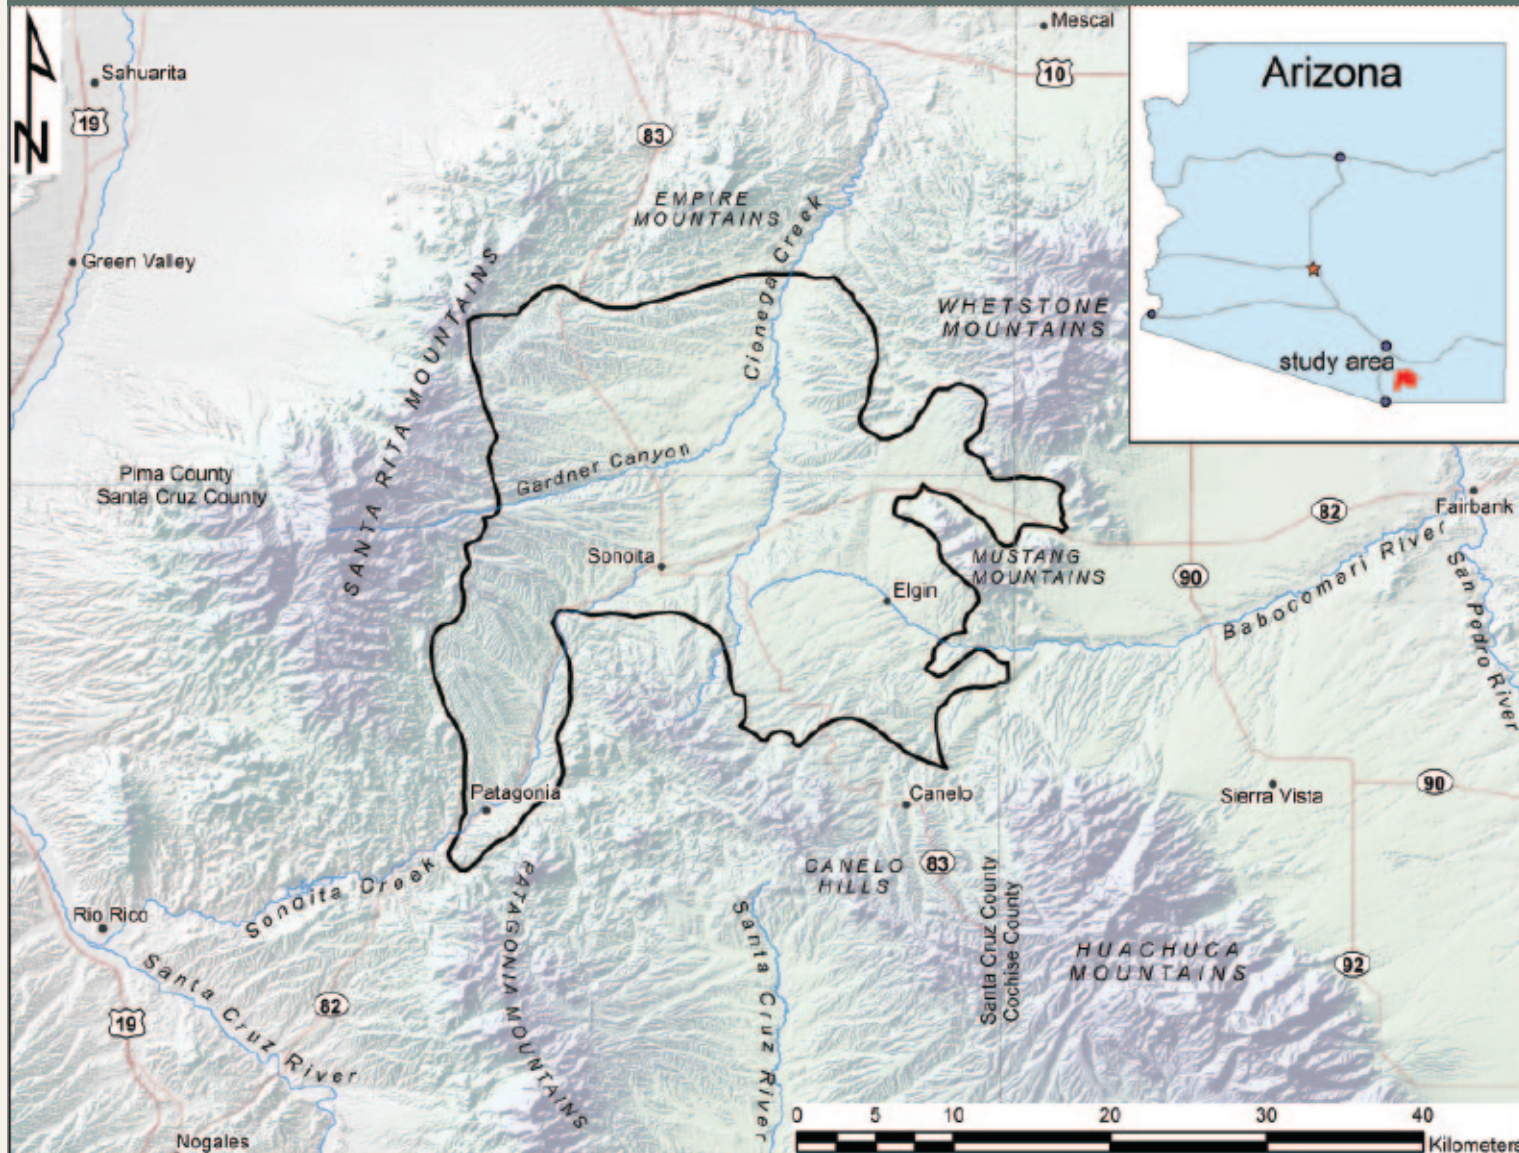 Mescal
Arizona
Sahuarita
10
19
83
EMPIRE
MOUNTAINS
Cienega Creek
Green Valley
WHETSTONE
MOUNTAINS
study area
SANTA RITA MOUNTAINS
Gardner Canyon
Pima County
Santa Cruz County
82
Fairbank
Sonoita
MUSTANG
MOUNTAINS
90
Elgin
Babocomari River
San Pedro River
Patagonia
Canelo
Sierra Vista
90
CANELO
HILLS
83
Santa Cruz County
Cochise County
Sonoita Creek
PATAGONIA MOUNTAINS
Santa Cruz River
Rio Rico
HUACHUCA
MOUNTAINS
92
Santa Cruz River
82
19
Nogales
0 5 10 20 30 40
Kilometers
N